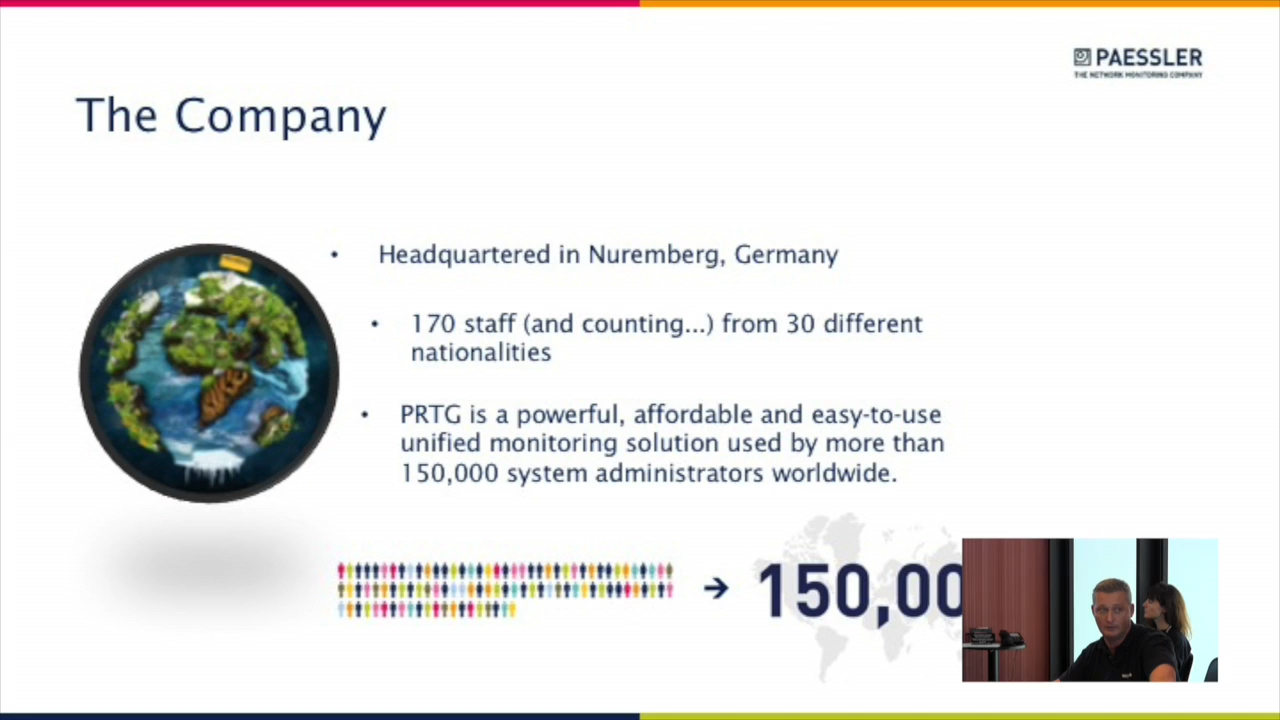 PAESSLER
THE NETWORK MONITORING COMPANY
The Company
• Headquartered in Nuremberg, Germany
• 170 staff (and counting...) from 30 different
nationalities
• PRTG is a powerful, affordable and easy-to-use
unified monitoring solution used by more than
150,000 system administrators worldwide.
→ 150,00